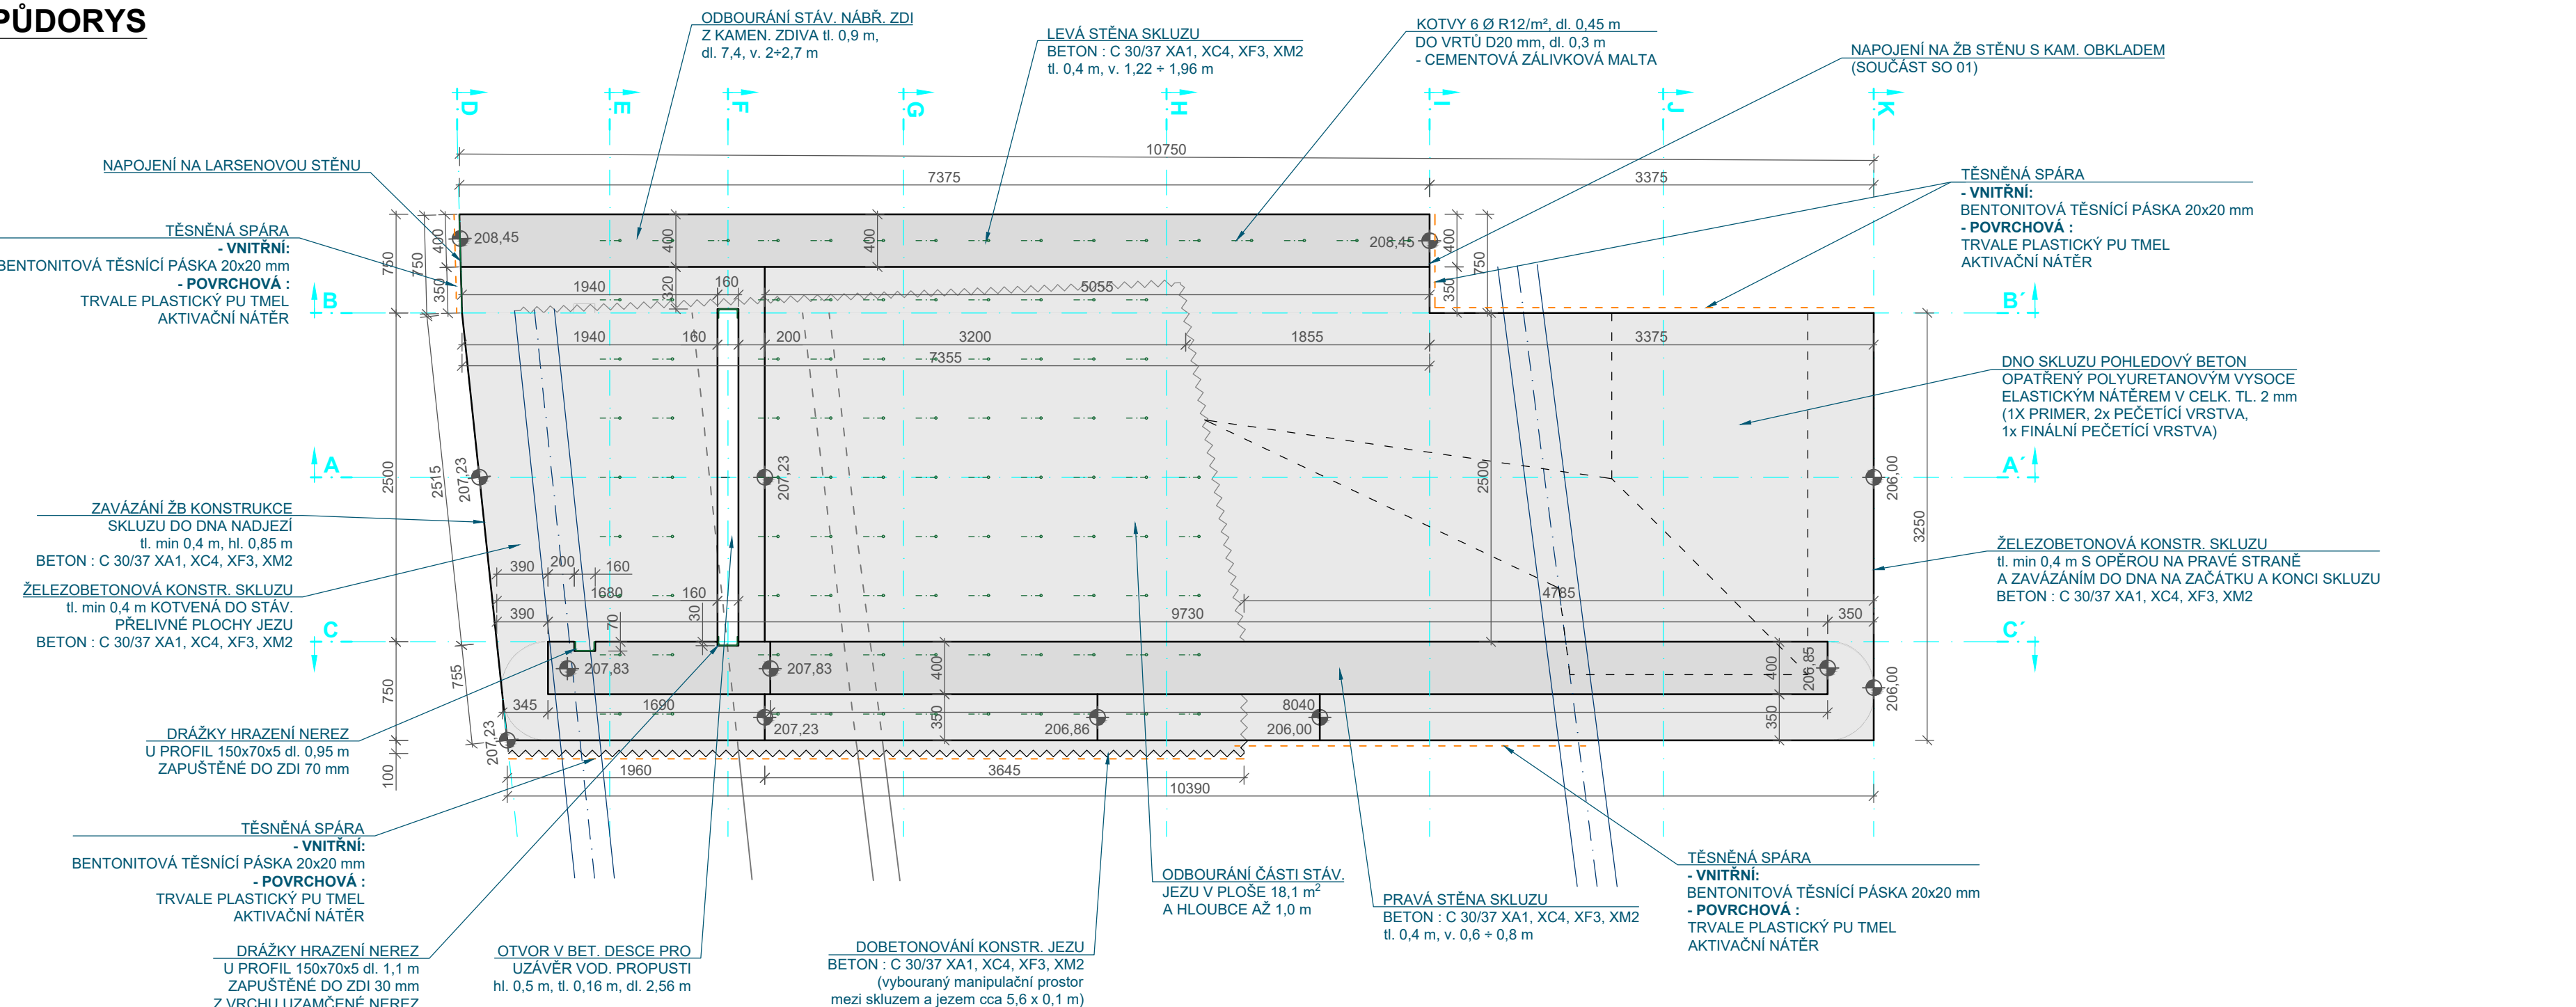 PŮDORYS
ODBOURÁNÍ STÁV. NÁBŘ. ZDI
Z KAMEN. ZDIVA tl. 0,9 m,
dl. 7,4, v. 2÷2,7 m
LEVÁ STĚNA SKLUZU
BETON : C 30/37 XA1, XC4, XF3, XM2
tl. 0,4 m, v. 1,22 ÷ 1,96 m
KOTVY 6 Ø R12/m², dl. 0,45 m
DO VRTŮ D20 mm, dl. 0,3 m
- CEMENTOVÁ ZÁLIVKOVÁ MALTA
NAPOJENÍ NA ŽB STĚNU S KAM. OBKLADEM
(SOUČÁST SO 01)
D
E
F
G
H
I
J
K
10750
7375
3375
NAPOJENÍ NA LARSENOVOU STĚNU
TĚSNĚNÁ SPÁRA
- VNITŘNÍ:
BENTONITOVÁ TĚSNÍCÍ PÁSKA 20x20 mm
- POVRCHOVÁ :
TRVALE PLASTICKÝ PU TMEL
AKTIVAČNÍ NÁTĚR
TĚSNĚNÁ SPÁRA
- VNITŘNÍ:
BENTONITOVÁ TĚSNÍCÍ PÁSKA 20x20 mm
- POVRCHOVÁ :
TRVALE PLASTICKÝ PU TMEL
AKTIVAČNÍ NÁTĚR
750
750
400
350
208,45
400
400
208,45
400
750
350
1940
160
320
5055
B
B´
1940
160
200
3200
1855
3375
7355
DNO SKLUZU POHLEDOVÝ BETON
OPATŘENÝ POLYURETANOVÝM VYSOCE
ELASTICKÝM NÁTĚREM V CELK. TL. 2 mm
(1X PRIMER, 2x PEČETÍCÍ VRSTVA,
1x FINÁLNÍ PEČETÍCÍ VRSTVA)
A
A´
2500
2515
207,23
207,23
2500
206,00
3250
ZAVÁZÁNÍ ŽB KONSTRUKCE
SKLUZU DO DNA NADJEZÍ
tl. min 0,4 m, hl. 0,85 m
BETON : C 30/37 XA1, XC4, XF3, XM2
ŽELEZOBETONOVÁ KONSTR. SKLUZU
tl. min 0,4 m KOTVENÁ DO STÁV.
PŘELIVNÉ PLOCHY JEZU
BETON : C 30/37 XA1, XC4, XF3, XM2
ŽELEZOBETONOVÁ KONSTR. SKLUZU
tl. min 0,4 m S OPĚROU NA PRAVÉ STRANĚ
A ZAVÁZÁNÍM DO DNA NA ZAČÁTKU A KONCI SKLUZU
BETON : C 30/37 XA1, XC4, XF3, XM2
390
200
160
1680
160
4785
390
70
30
9730
350
C
C´
750
755
207,83
207,83
400
400
206,85
206,00
345
1690
350
8040
350
207,23
207,23
206,86
206,00
100
1960
3645
10390
DRÁŽKY HRAZENÍ NEREZ
U PROFIL 150x70x5 dl. 0,95 m
ZAPUŠTĚNÉ DO ZDI 70 mm
TĚSNĚNÁ SPÁRA
- VNITŘNÍ:
BENTONITOVÁ TĚSNÍCÍ PÁSKA 20x20 mm
- POVRCHOVÁ :
TRVALE PLASTICKÝ PU TMEL
AKTIVAČNÍ NÁTĚR
DRÁŽKY HRAZENÍ NEREZ
U PROFIL 150x70x5 dl. 1,1 m
ZAPUŠTĚNÉ DO ZDI 30 mm
Z VRCHU UZAMČENÉ NEREZ
OTVOR V BET. DESCE PRO
UZÁVĚR VOD. PROPUSTI
hl. 0,5 m, tl. 0,16 m, dl. 2,56 m
DOBETONOVÁNÍ KONSTR. JEZU
BETON : C 30/37 XA1, XC4, XF3, XM2
(vybouraný manipulační prostor
mezi skluzem a jezem cca 5,6 x 0,1 m)
ODBOURÁNÍ ČÁSTI STÁV.
JEZU V PLOŠE 18,1 m²
A HLOUBCE AŽ 1,0 m
PRAVÁ STĚNA SKLUZU
BETON : C 30/37 XA1, XC4, XF3, XM2
tl. 0,4 m, v. 0,6 ÷ 0,8 m
TĚSNĚNÁ SPÁRA
- VNITŘNÍ:
BENTONITOVÁ TĚSNÍCÍ PÁSKA 20x20 mm
- POVRCHOVÁ :
TRVALE PLASTICKÝ PU TMEL
AKTIVAČNÍ NÁTĚR